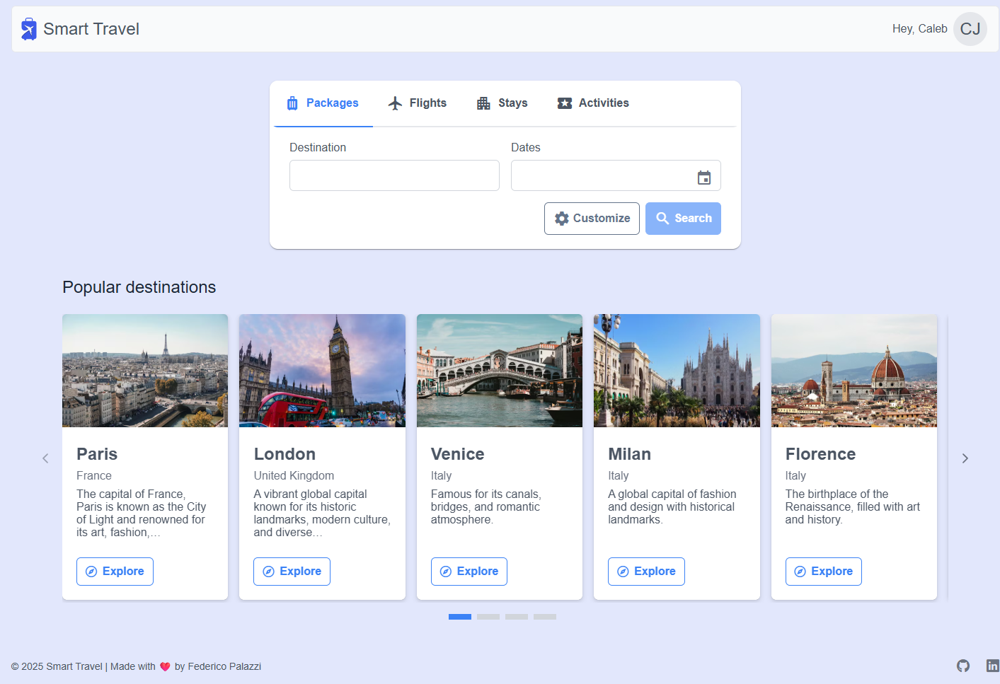 Smart Travel
Hey, Caleb
CJ
Packages
Flights
Stays
Activities
Destination
Dates
Customize
Search
Popular destinations
Paris
France
The capital of France,
Paris is known as the City
of Light and renowned for
its art, fashion,...
Explore
London
United Kingdom
A vibrant global capital
known for its historic
landmarks, modern culture,
and diverse...
Explore
Venice
Italy
Famous for its canals,
bridges, and romantic
atmosphere.
Explore
Milan
Italy
A global capital of fashion
and design with historical
landmarks.
Explore
Florence
Italy
The birthplace of the
Renaissance, filled with art
and history.
Explore
© 2025 Smart Travel | Made with ❤ by Federico Palazzi
in